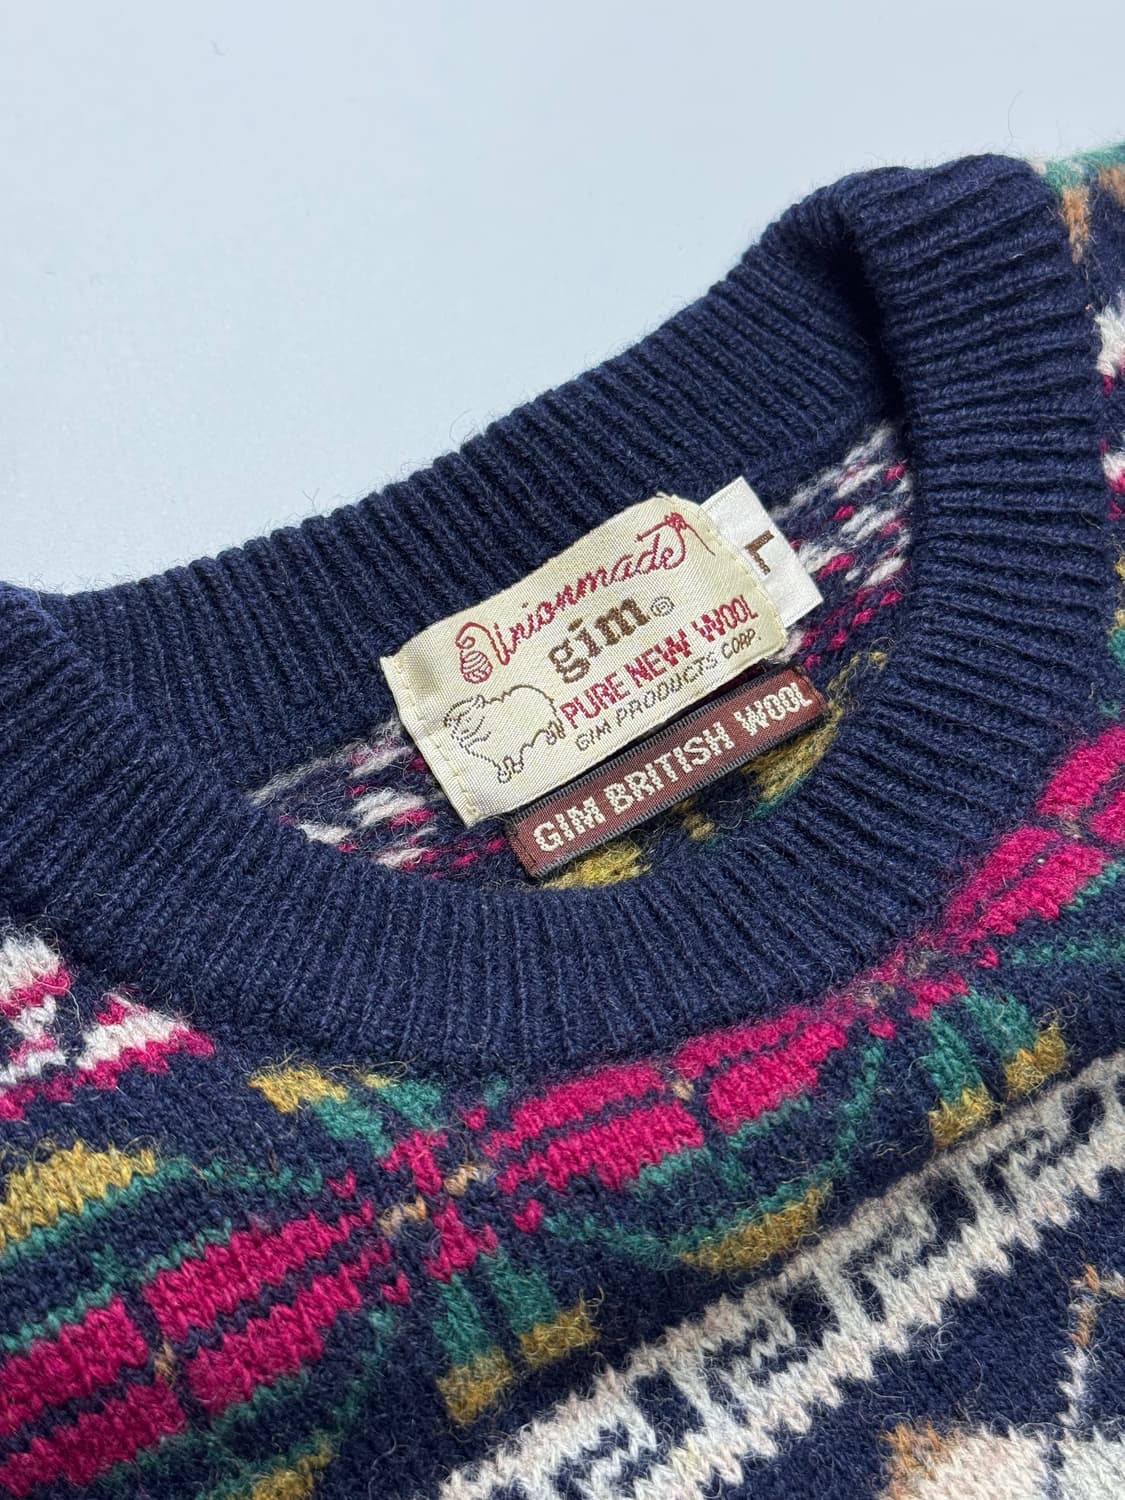 Unionmade
gim®
PURE NEW WOOL
GIM PRODUCTS CORP.
L
GIM BRITISH WOOL